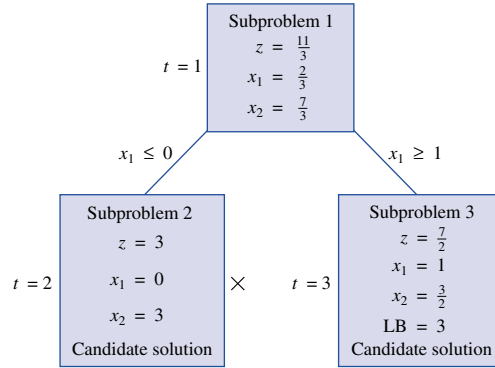 Subproblem 1
z = 11/3
t = 1
x₁ = 2/3
x₂ = 7/3
x₁ ≤ 0
x₁ ≥ 1
Subproblem 2
z = 3
t = 2
x₁ = 0
x₂ = 3
Candidate solution
×
Subproblem 3
z = 7/2
x₁ = 1
t = 3
x₂ = 3/2
LB = 3
Candidate solution